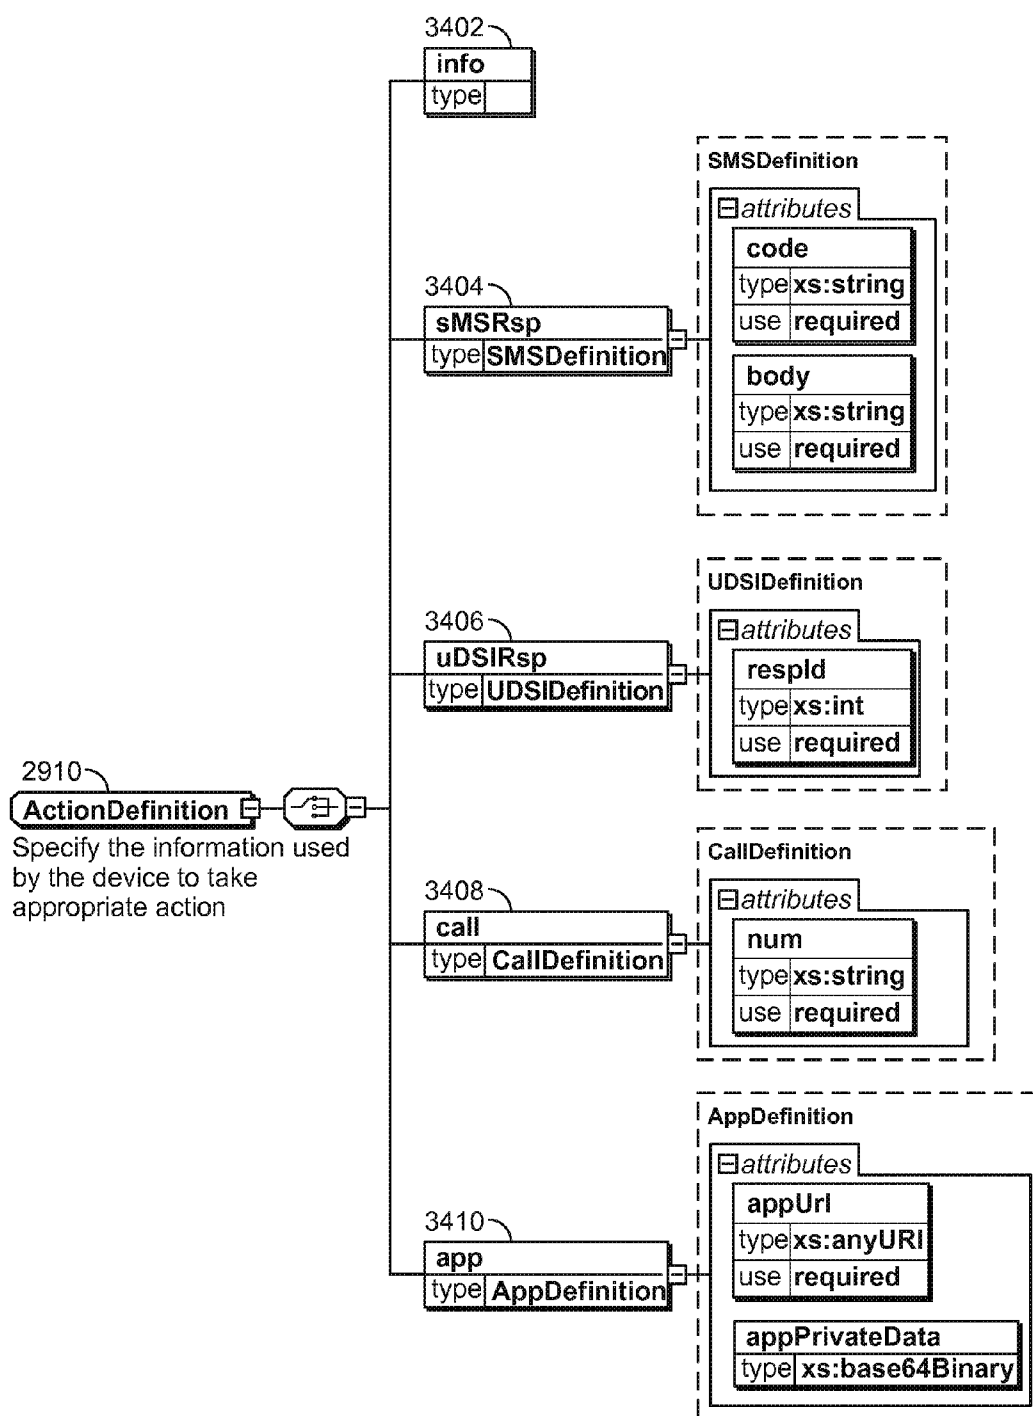 3402
info
type
SMSDefinition
attributes
code
type xs:string
use required
body
type xs:string
use required
3404
sMSRsp
type SMSDefinition
UDSIDefinition
attributes
respId
type xs:int
use required
3406
uDSIRsp
type UDSIDefinition
2910
ActionDefinition
Specify the information used
by the device to take
appropriate action
CallDefinition
attributes
num
type xs:string
use required
3408
call
type CallDefinition
AppDefinition
attributes
appUrl
type xs:anyURI
use required
appPrivateData
type xs:base64Binary
3410
app
type AppDefinition